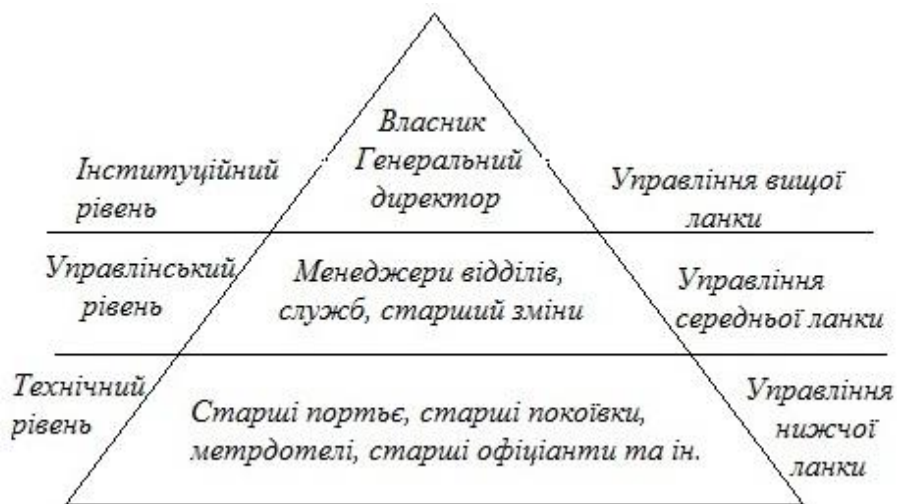 Власник
Генеральний
директор
Інституційний
рівень
Управління вищої
ланки
Управлінський
рівень
Менеджери відділів,
служб, старший зміни
Управління
середньої ланки
Технічний
рівень
Старші портьє, старші покоївки,
метрдотелі, старші офіціанти та ін.
Управління
нижчої
ланки